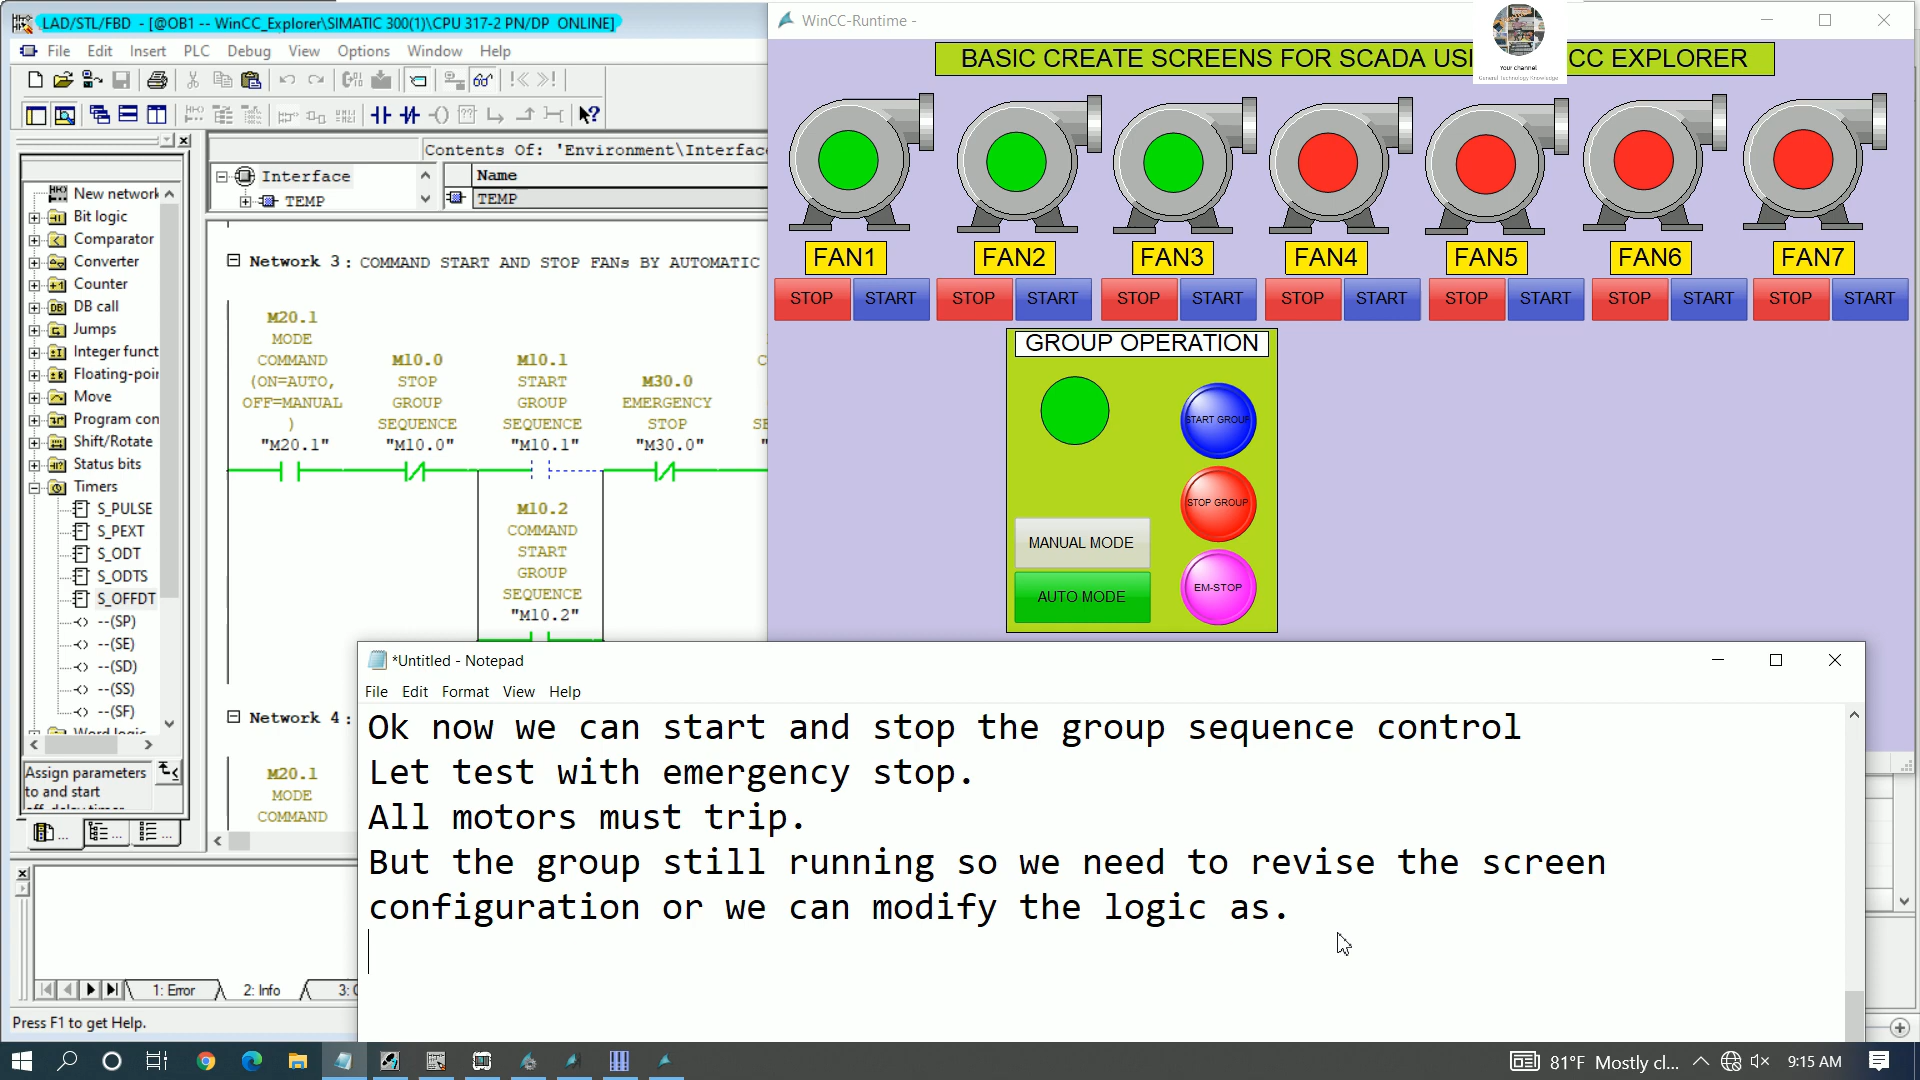 LAD/STL/FBD - [@OB1 -- WinCC_Explorer\SIMATIC 300(1)\CPU 317-2 PN/DP ONLINE]
File Edit Insert PLC Debug View Options Window Help
Contents Of: 'Environment\Interface
Interface
TEMP
Name
TEMP
New network
Bit logic
Comparator
Converter
Counter
DB call
Jumps
Integer funct
Floating-poin
Move
Program con
Shift/Rotate
Status bits
Timers
S_PULSE
S_PEXT
S_ODT
S_ODTS
S_OFFDT
--(SP)
--(SE)
--(SD)
--(SS)
--(SF)
Assign parameters
to and start
Network 3: COMMAND START AND STOP FANs BY AUTOMATIC
M20.1
MODE
COMMAND
(ON=AUTO,
OFF=MANUAL
)
"M20.1"
M10.0
STOP
GROUP
SEQUENCE
"M10.0"
M10.1
START
GROUP
SEQUENCE
"M10.1"
M30.0
EMERGENCY
STOP
"M30.0"
M10.2
COMMAND
START
GROUP
SEQUENCE
"M10.2"
Network 4:
M20.1
MODE
COMMAND
1: Error
2: Info
Press F1 to get Help.
WinCC-Runtime -
BASIC CREATE SCREENS FOR SCADA USI CC EXPLORER
Your channel
General Technology Knowledge
FAN1 FAN2 FAN3 FAN4 FAN5 FAN6 FAN7
STOP START STOP START STOP START STOP START STOP START STOP START STOP START
GROUP OPERATION
START GROUP
STOP GROUP
MANUAL MODE
AUTO MODE
EM-STOP
*Untitled - Notepad
File Edit Format View Help
Ok now we can start and stop the group sequence control
Let test with emergency stop.
All motors must trip.
But the group still running so we need to revise the screen
configuration or we can modify the logic as.
81°F Mostly cl...
9:15 AM